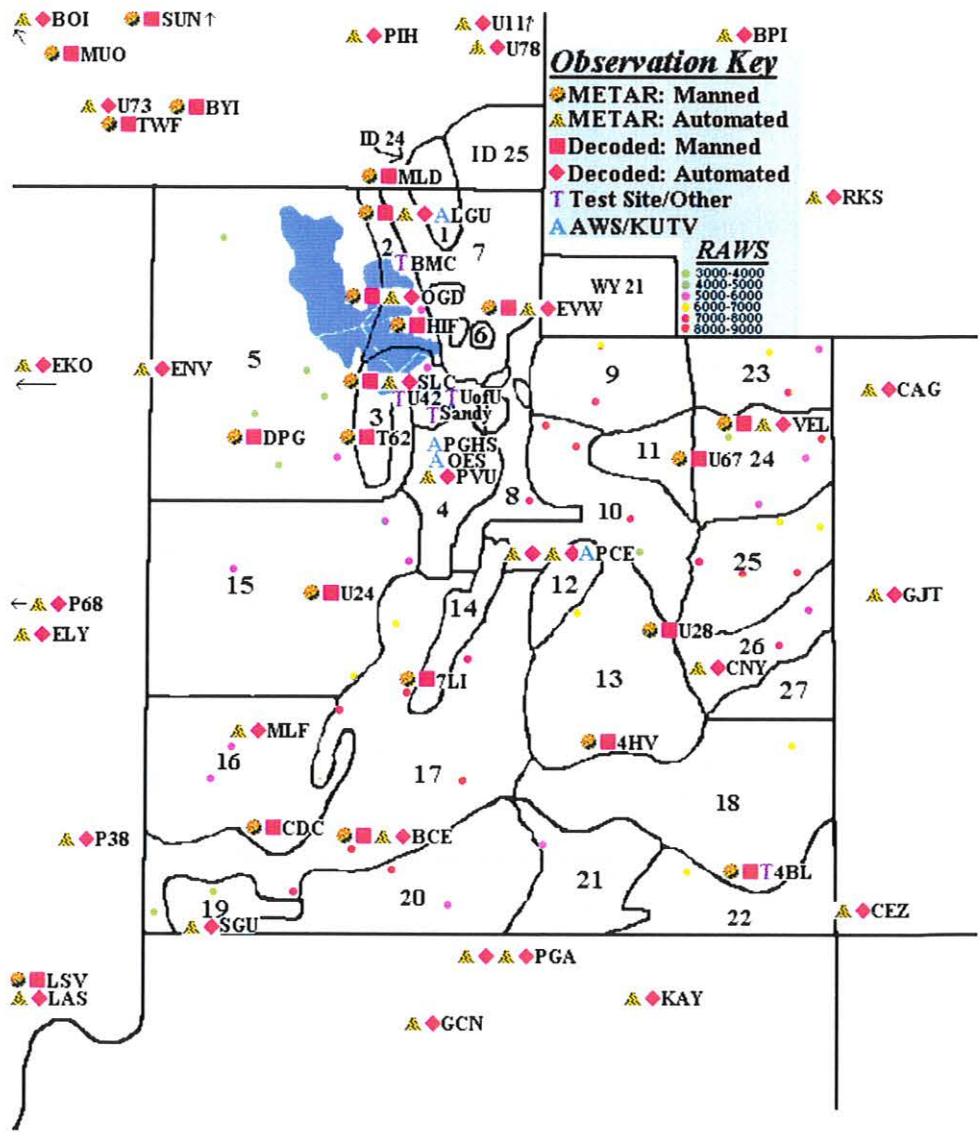 BOI
SUN↑
MUO
PIH
U11↑
U78
BPI
U73
BYI
TWF
Observation Key
METAR: Manned
METAR: Automated
Decoded: Manned
Decoded: Automated
T Test Site/Other
A AWS/KUTV
RAWS
3000-4000
4000-5000
5000-6000
6000-7000
7000-8000
8000-9000
ID 24
ID 25
MLD
RKS
A LGU
1
2
7
T BMC
WY 21
OGD
EVW
HIF
6
5
EKO
ENV
9
23
CAG
SLC
T U42
T UofU
T Sandy
3
VEL
DPG
T62
A PGHS
A OES
PVU
11
U67
24
4
8
10
A PCE
25
15
U24
14
12
P68
ELY
GJT
U28
26
CNY
7LI
13
27
MLF
16
4HV
17
18
P38
CDC
BCE
T 4BL
19
SGU
20
21
22
CEZ
PGA
LSV
LAS
KAY
GCN